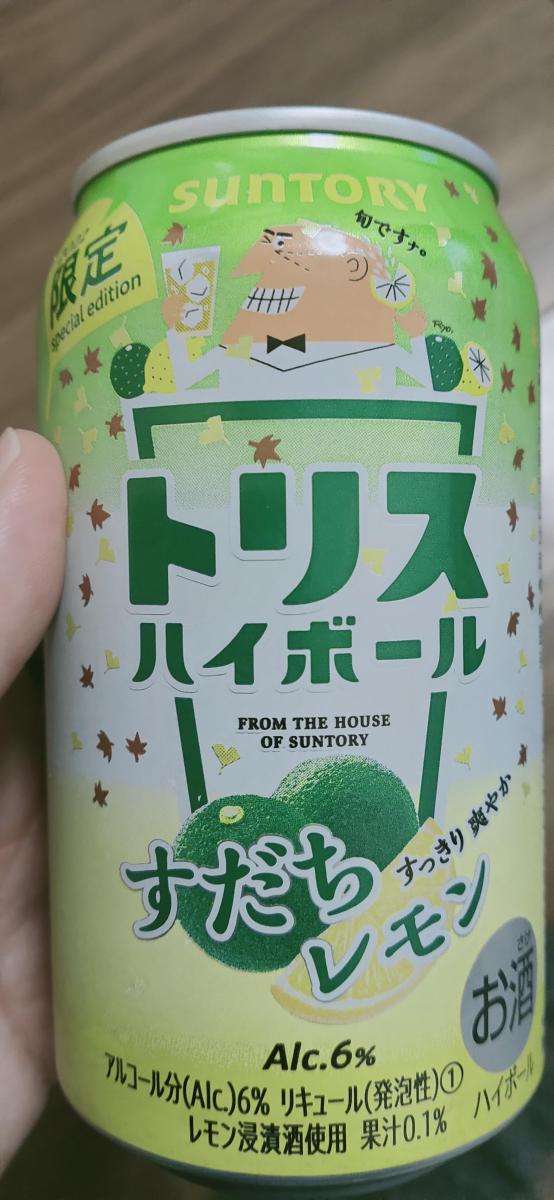 SUNTORY
旬ですナ。
限定
special edition
Ryo.
トリス
ハイボール
FROM THE HOUSE
OF SUNTORY
すっきり 爽やか
すだち
レモン
さけ
お酒
Alc.6%
アルコール分(Alc.)6% リキュール(発泡性)①
ハイボール
レモン浸漬酒使用 果汁0.1%